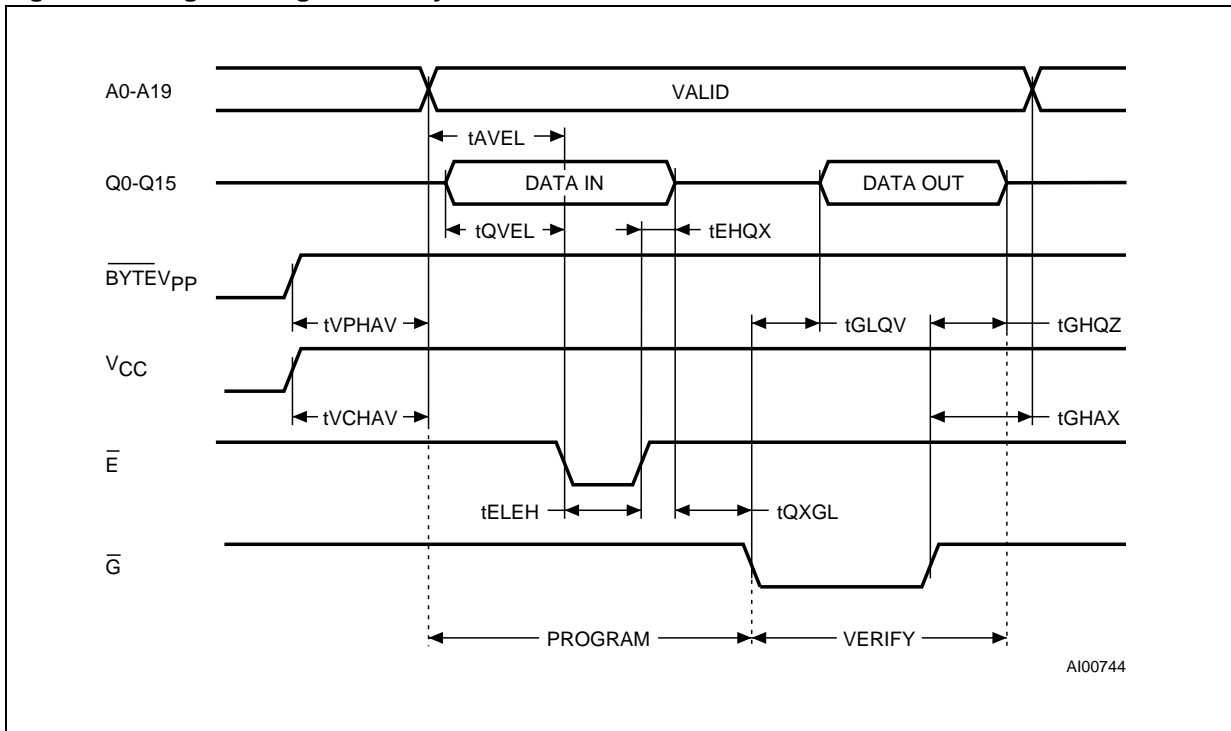 A0-A19
VALID
tAVEL
Q0-Q15
DATA IN
DATA OUT
tQVEL
tEHQX
BYTEVPP
tVPHAV
tGLQV
tGHQZ
VCC
tVCHAV
tGHAX
E
tELEH
tQXGL
G
PROGRAM
VERIFY
AI00744